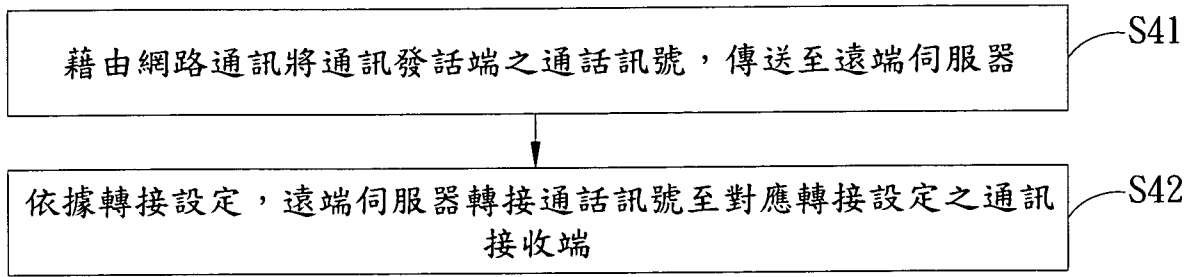 藉由網路通訊將通訊發話端之通話訊號，傳送至遠端伺服器
S41
依據轉接設定，遠端伺服器轉接通話訊號至對應轉接設定之通訊
接收端
S42